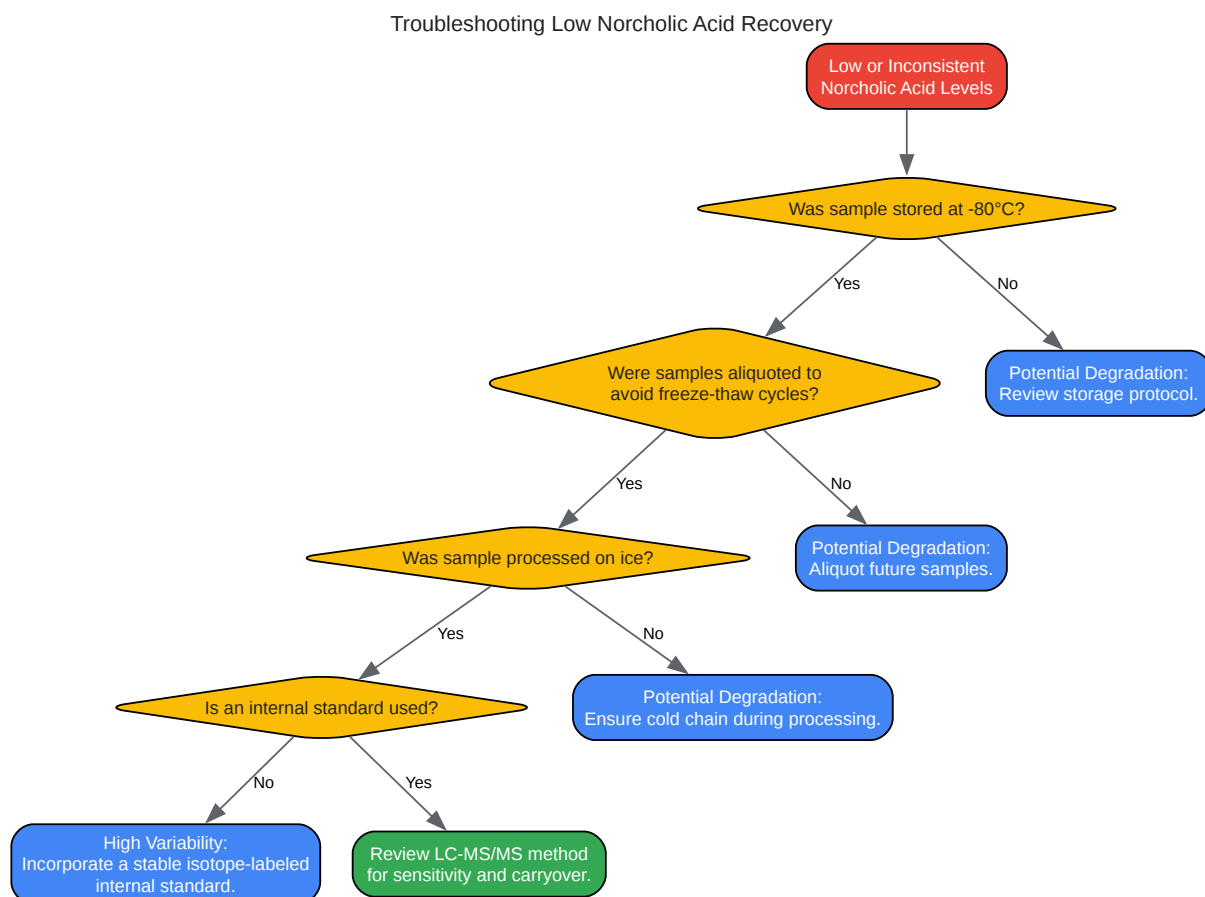 Troubleshooting Low Norcholic Acid Recovery
Low or Inconsistent
Norcholic Acid Levels
Was sample stored at -80°C?
Yes
No
Were samples aliquoted to
avoid freeze-thaw cycles?
Potential Degradation:
Review storage protocol.
Yes
No
Was sample processed on ice?
Potential Degradation:
Aliquot future samples.
Yes
No
Is an internal standard used?
Potential Degradation:
Ensure cold chain during processing.
No
Yes
High Variability:
Incorporate a stable isotope-labeled
internal standard.
Review LC-MS/MS method
for sensitivity and carryover.